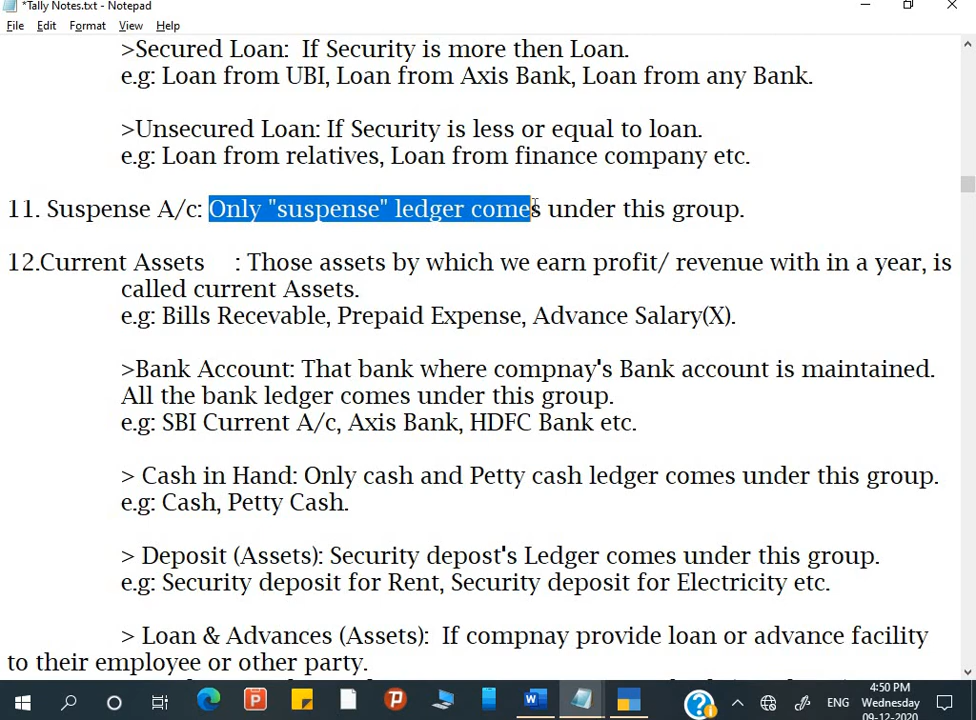 *Tally Notes.txt - Notepad
File Edit Format View Help
>Secured Loan: If Security is more then Loan.
e.g: Loan from UBI, Loan from Axis Bank, Loan from any Bank.
>Unsecured Loan: If Security is less or equal to loan.
e.g: Loan from relatives, Loan from finance company etc.
11. Suspense A/c: Only "suspense" ledger comes under this group.
12.Current Assets : Those assets by which we earn profit/ revenue with in a year, is
called current Assets.
e.g: Bills Recevable, Prepaid Expense, Advance Salary(X).
>Bank Account: That bank where compnay's Bank account is maintained.
All the bank ledger comes under this group.
e.g: SBI Current A/c, Axis Bank, HDFC Bank etc.
> Cash in Hand: Only cash and Petty cash ledger comes under this group.
e.g: Cash, Petty Cash.
> Deposit (Assets): Security depost's Ledger comes under this group.
e.g: Security deposit for Rent, Security deposit for Electricity etc.
> Loan & Advances (Assets): If compnay provide loan or advance facility
to their employee or other party.
ENG
4:50 PM
Wednesday
09-12-2020